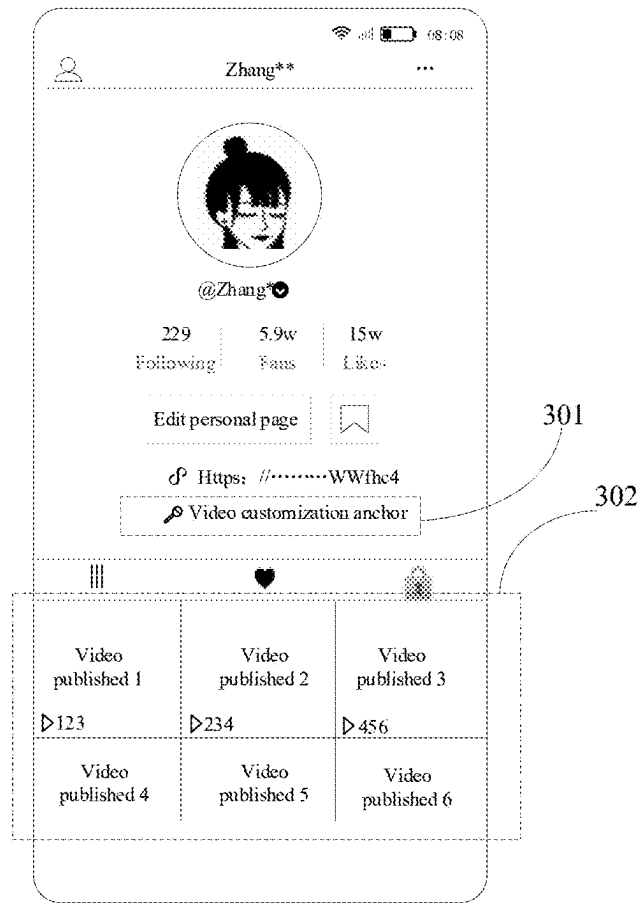 08:08
Zhang**
@Zhang*
229 5.9w 15w
Following Fans Likes
Edit personal page
301
Https: //·········WWfhc4
302
Video customization anchor
Video published 1
Video published 2
Video published 3
123 234 456
Video published 4
Video published 5
Video published 6